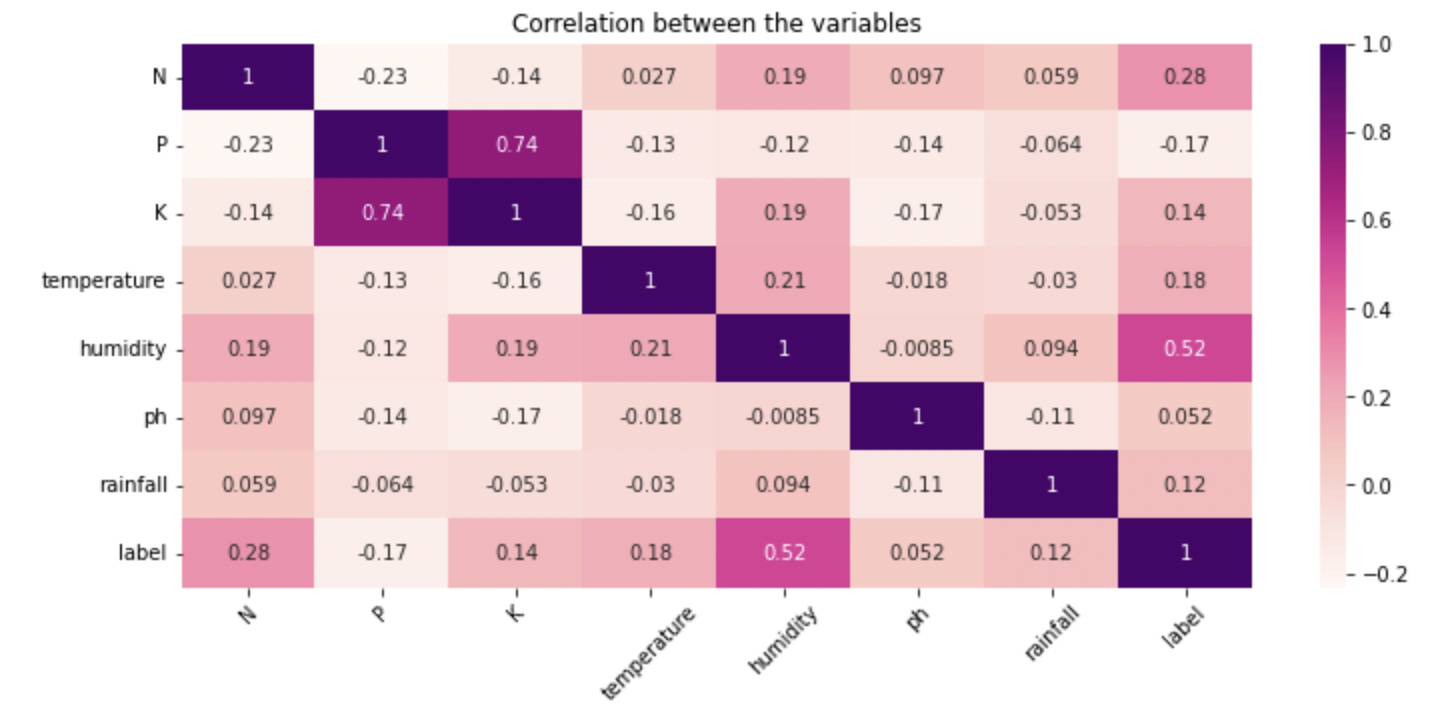 Correlation between the variables
N 1 -0.23 -0.14 0.027 0.19 0.097 0.059 0.28
P -0.23 1 0.74 -0.13 -0.12 -0.14 -0.064 -0.17
K -0.14 0.74 1 -0.16 0.19 -0.17 -0.053 0.14
temperature 0.027 -0.13 -0.16 1 0.21 -0.018 -0.03 0.18
humidity 0.19 -0.12 0.19 0.21 1 -0.0085 0.094 0.52
ph 0.097 -0.14 -0.17 -0.018 -0.0085 1 -0.11 0.052
rainfall 0.059 -0.064 -0.053 -0.03 0.094 -0.11 1 0.12
label 0.28 -0.17 0.14 0.18 0.52 0.052 0.12 1
N P K temperature humidity ph rainfall label
1.0
0.8
0.6
0.4
0.2
0.0
−0.2